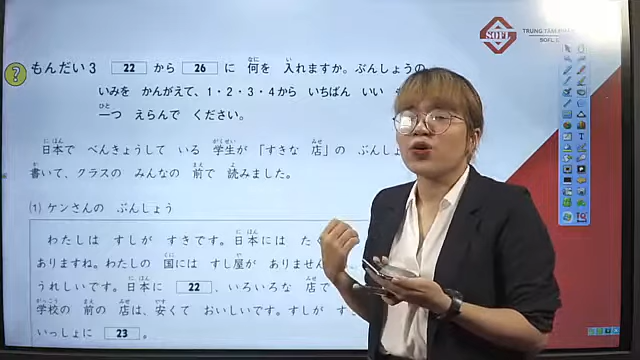 もんだい3 22 から 26 に 何を 入れますか。ぶんしょうの
いみを かんがえて、1・2・3・4から いちばん いい
一つ えらんで ください。
日本で べんきょうして いる 学生が 「すきな 店」の ぶんしょ
書いて、クラスの みんなの 前で 読みました。
(1) ケンさんの ぶんしょう
わたしは すしが すきです。日本には た
ありますね。わたしの 国には すし屋が ありません
うれしいです。日本に 22 、いろいろな 店で
学校の 前の 店は、安くて おいしいです。すしが す
いっしょに 23 。
SOFL
TRUNG TÂM
SOFL